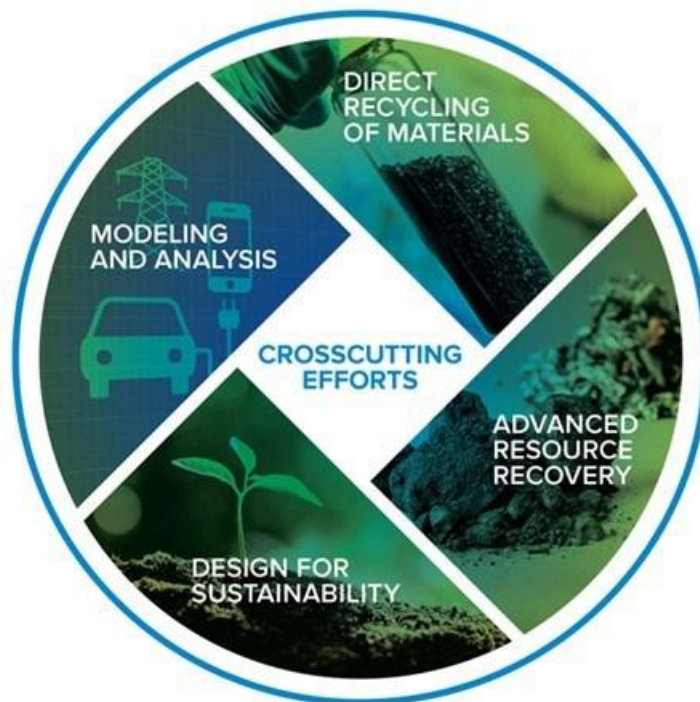 DIRECT
RECYCLING
OF MATERIALS
MODELING
AND ANALYSIS
CROSSCUTTING
EFFORTS
ADVANCED
RESOURCE
RECOVERY
DESIGN FOR
SUSTAINABILITY